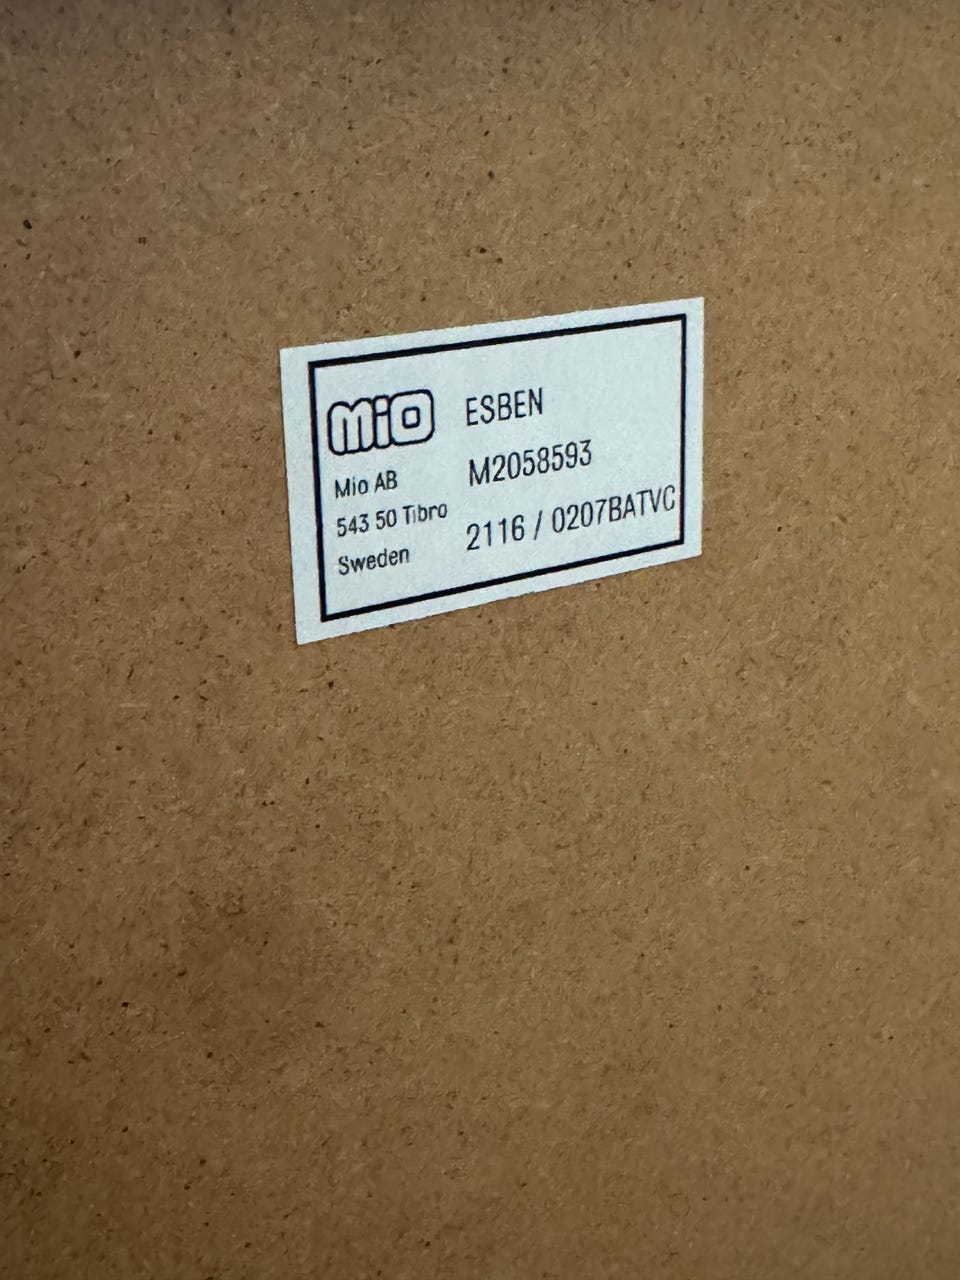 mio
ESBEN
M2058593
2116 / 0207BATVC
Mio AB
543 50 Tibro
Sweden